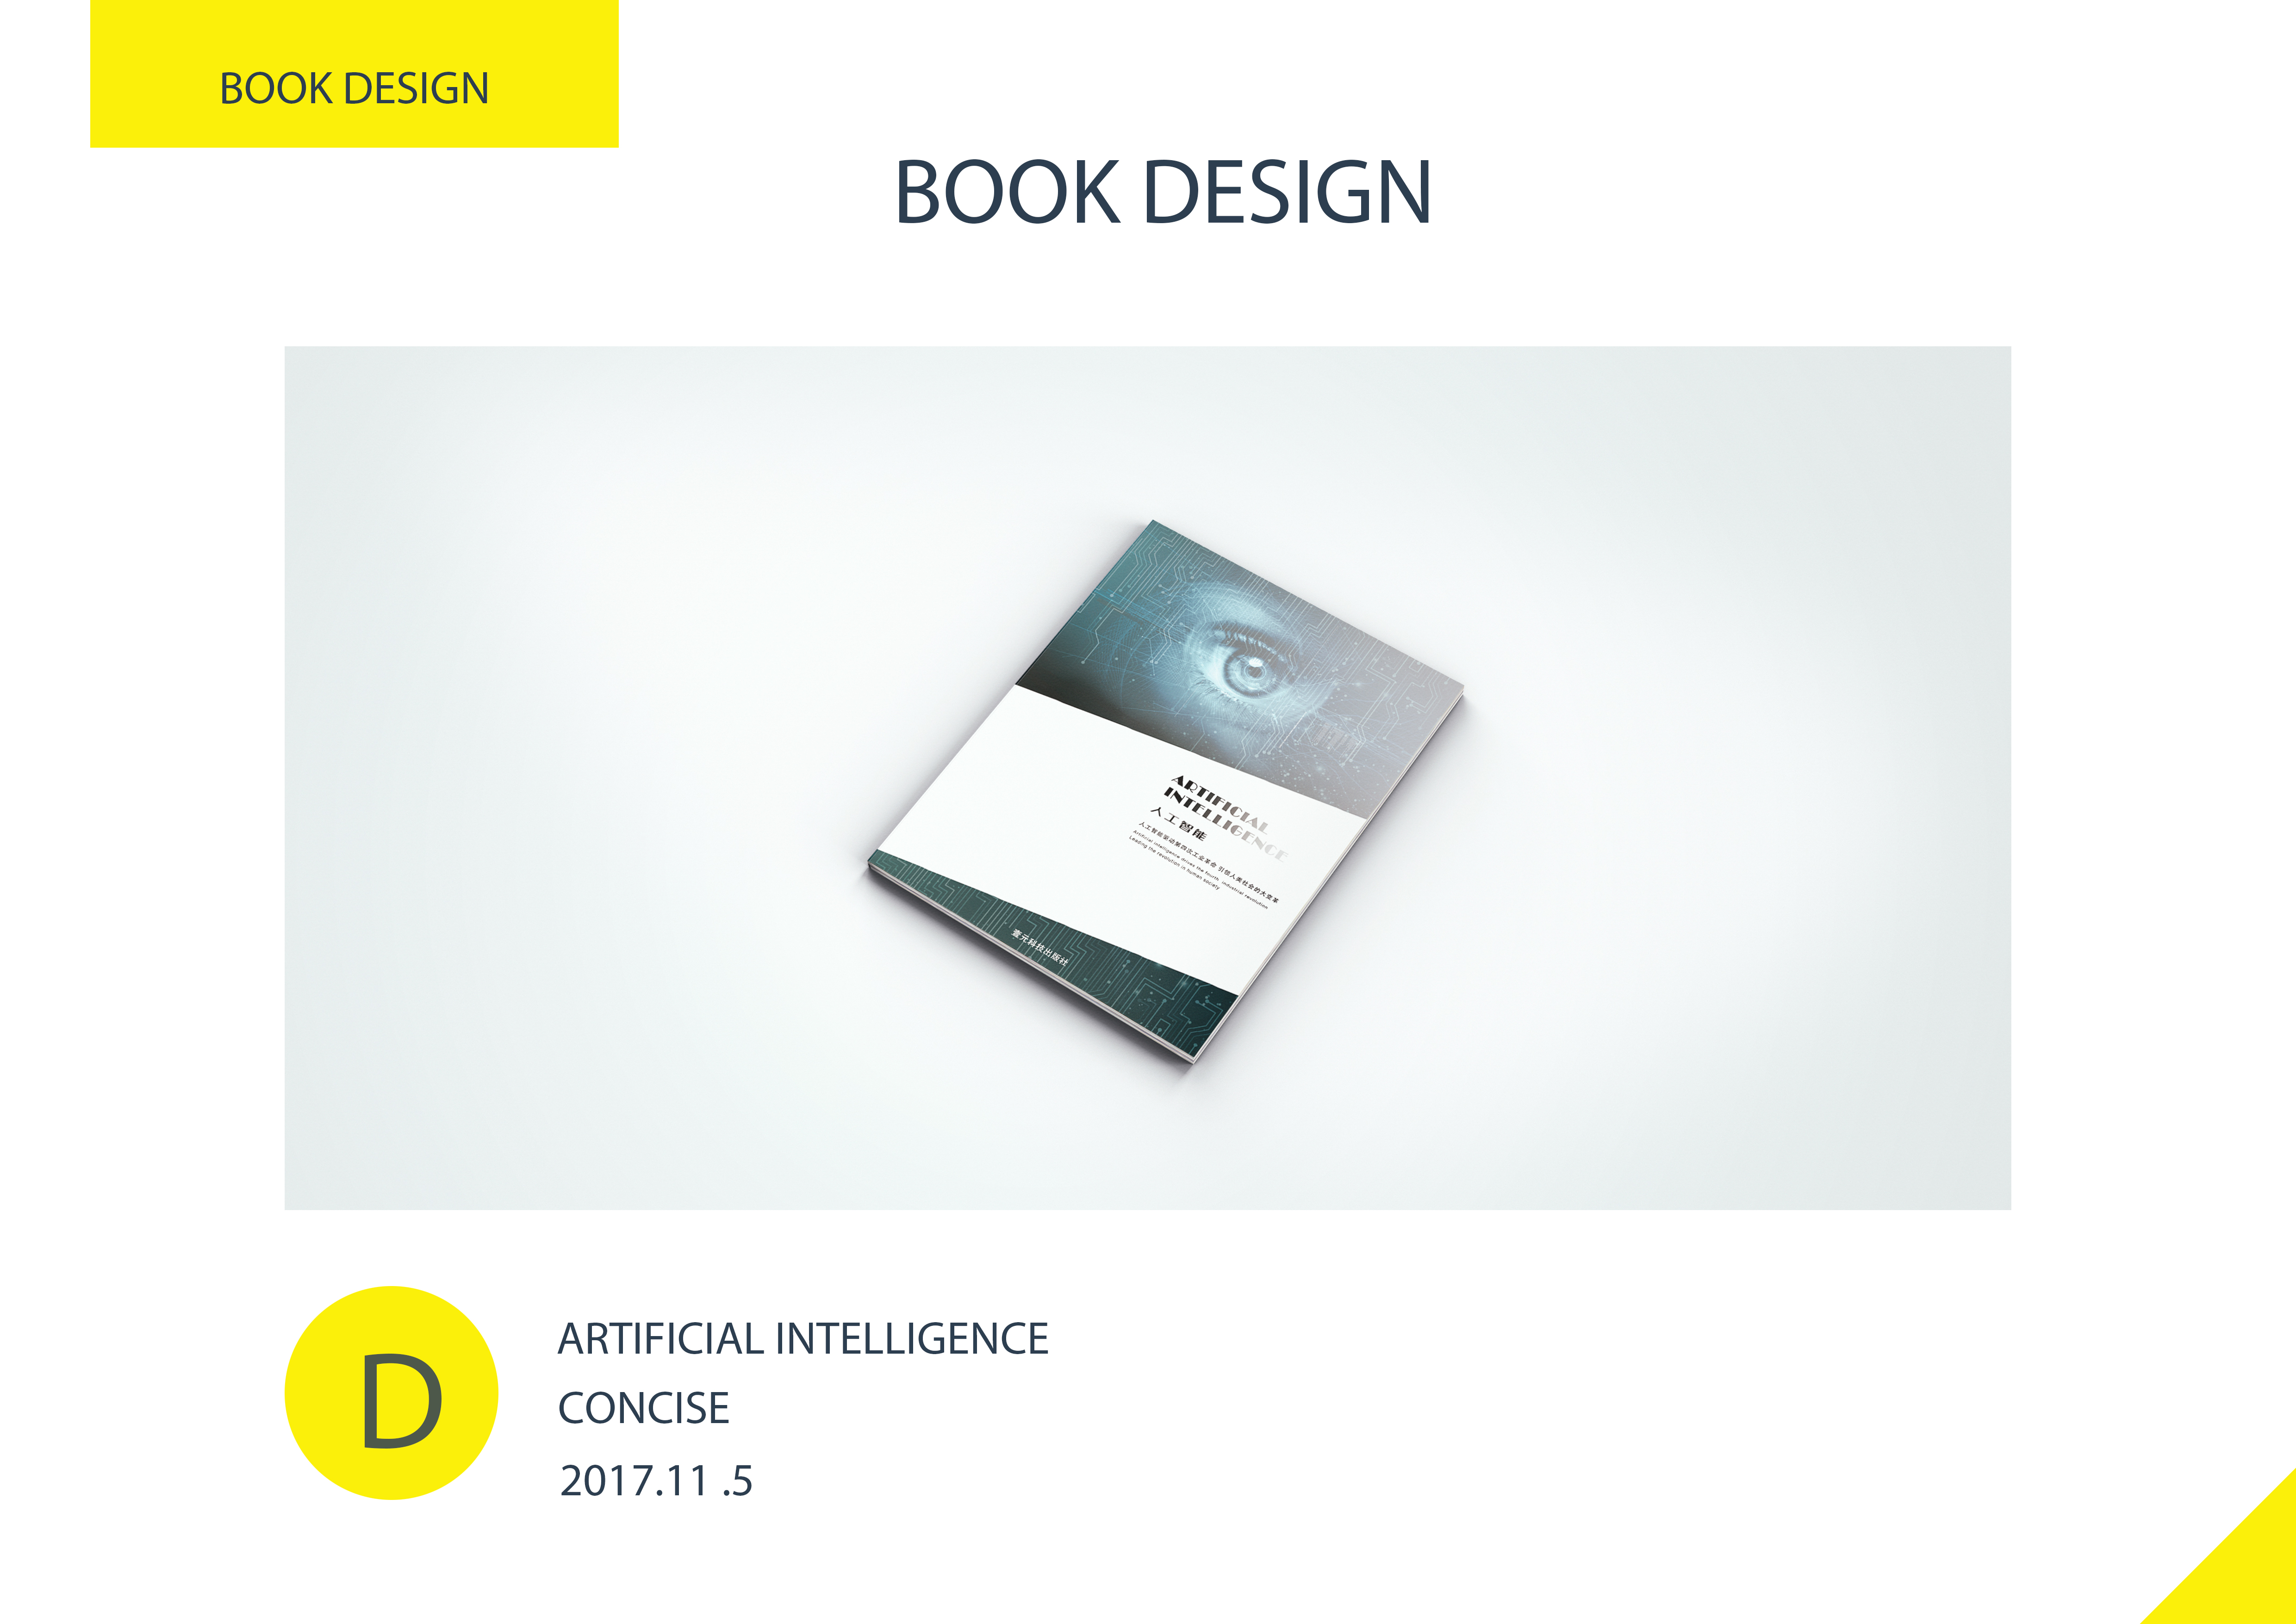 BOOK DESIGN
BOOK DESIGN
ARTIFICIAL
INTELLIGENCE
人工智能
人工智能驱动第四次工业革命 引领人类社会的大变革
Artificial intelligence drives the fourth industrial revolution
Leading the revolution in human society
壹元科技出版社
D
ARTIFICIAL INTELLIGENCE
CONCISE
2017.11 .5